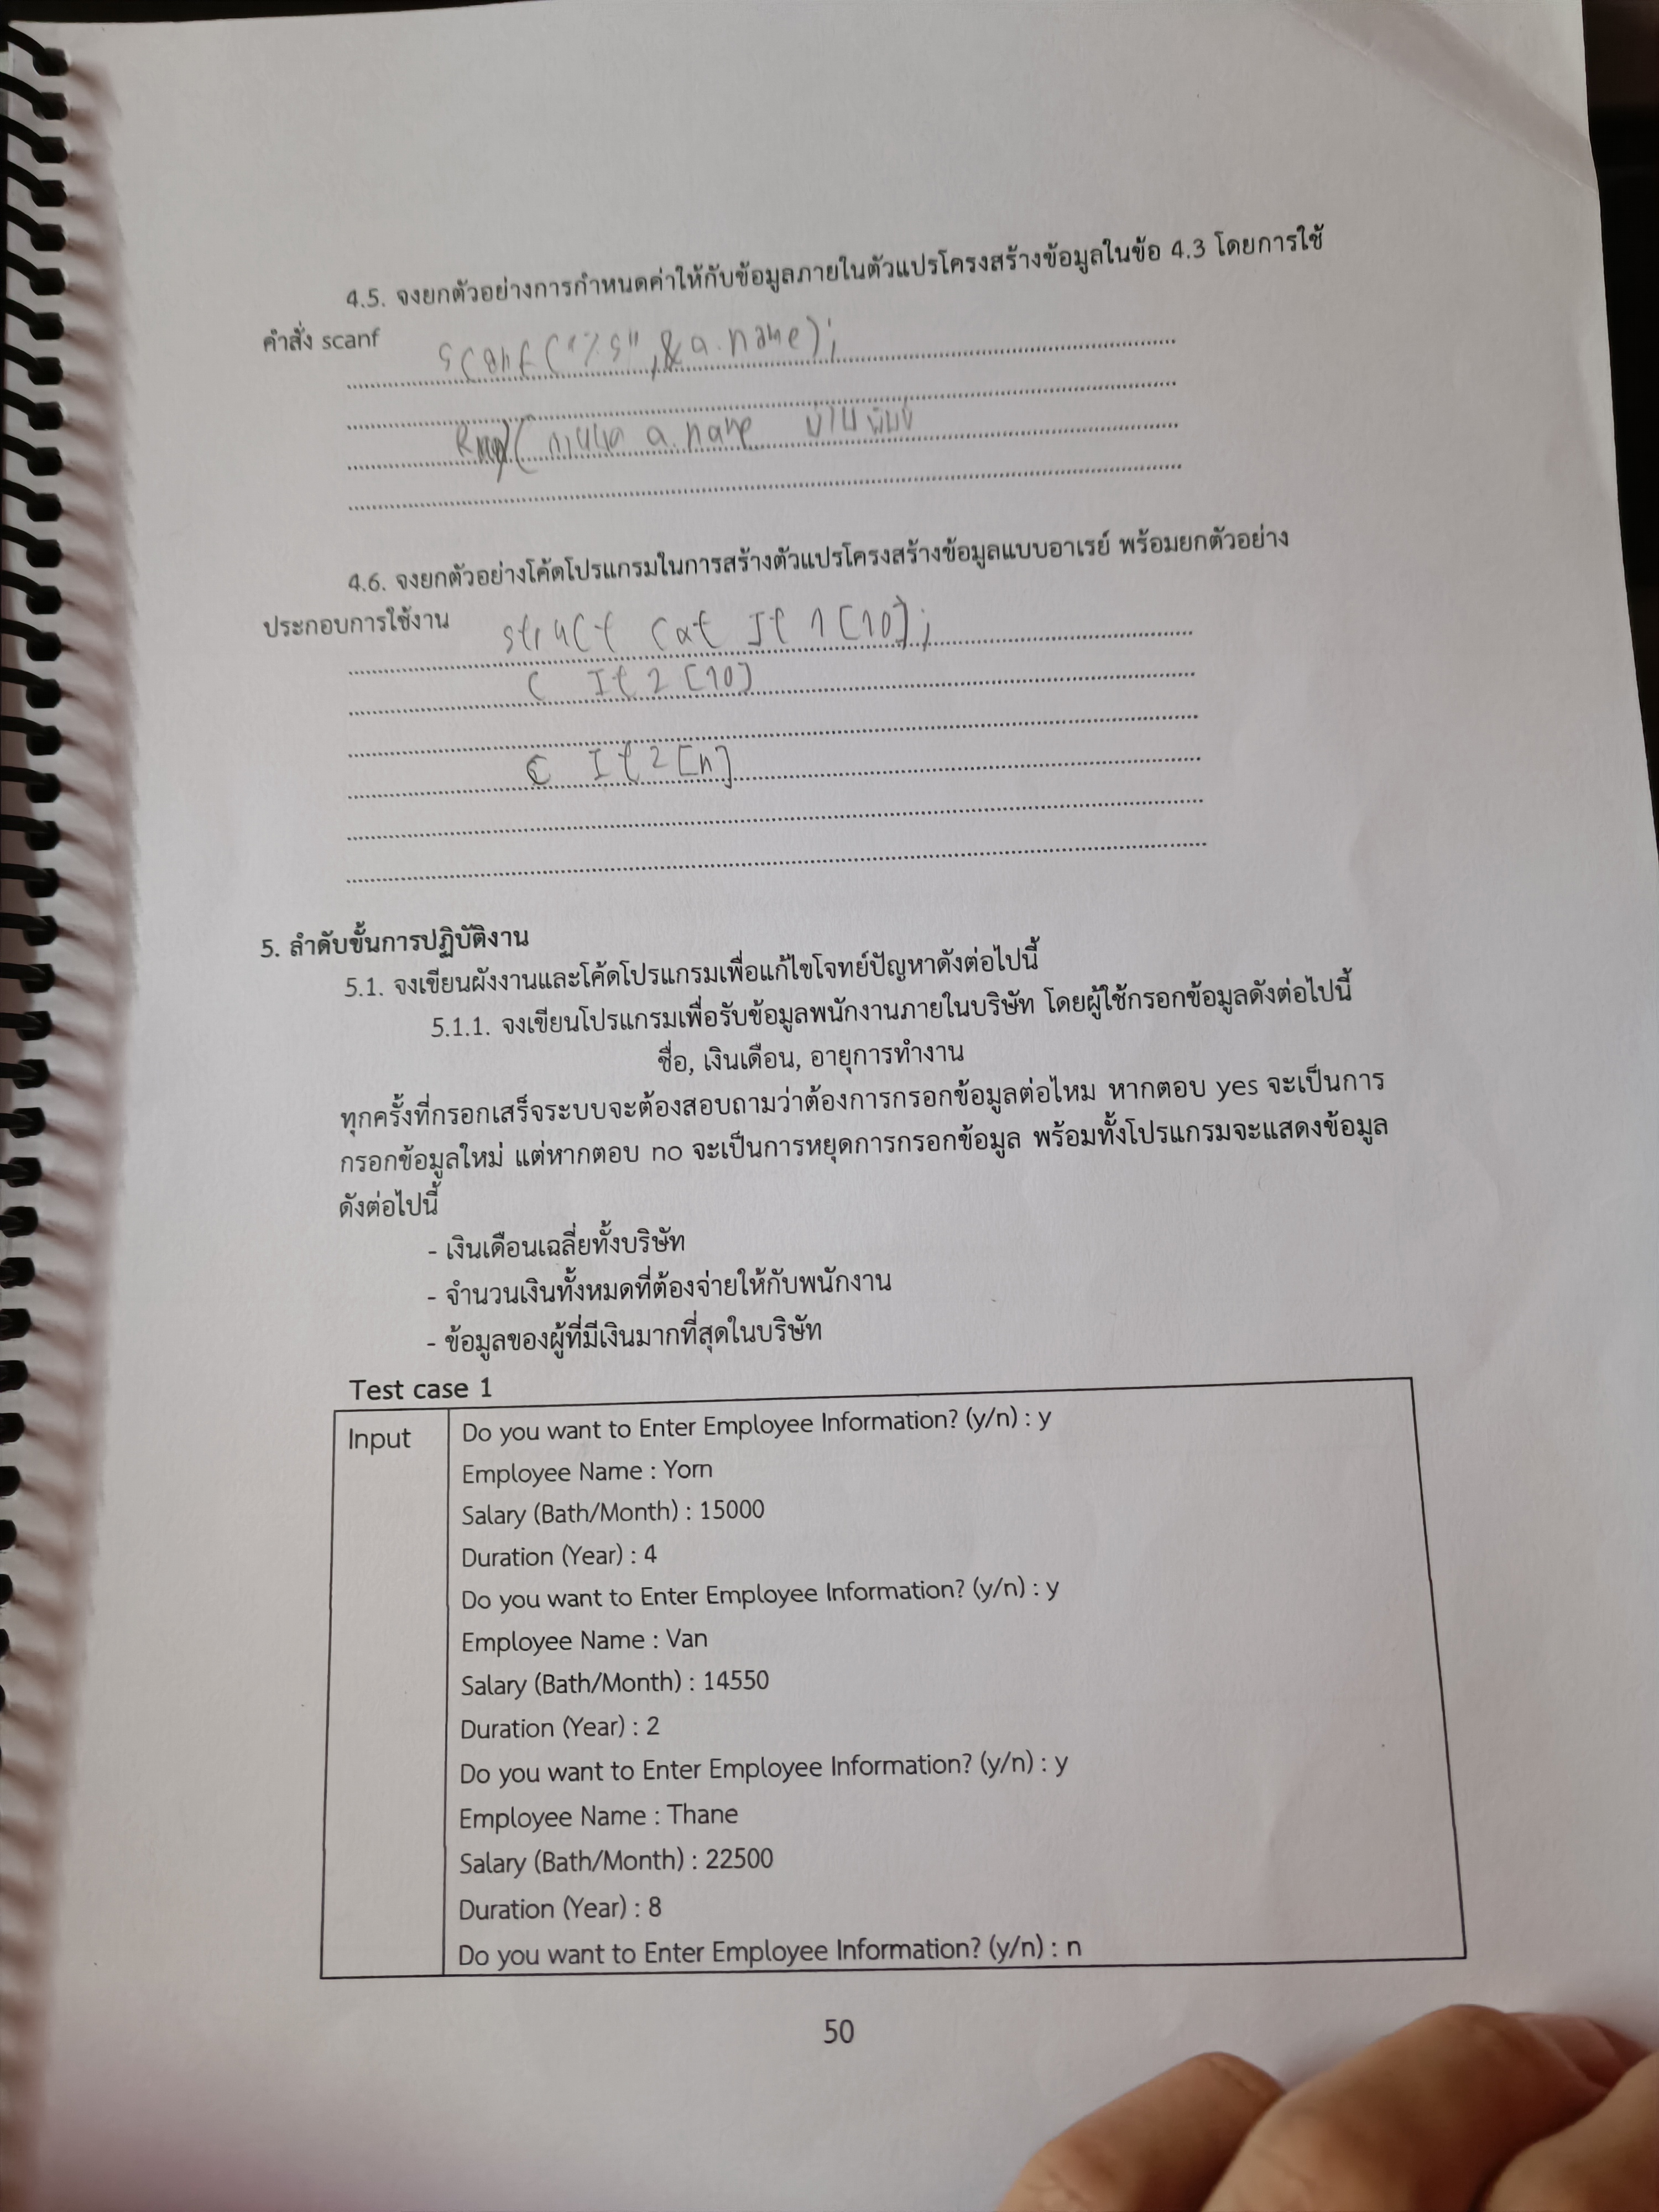 4.5. จงยกตัวอย่างการกำหนดค่าให้กับข้อมูลภายในตัวแปรโครงสร้างข้อมูลในข้อ 4.3 โดยการใช้
คำสั่ง scanf
scanf("%s",&a.name);
a.name
4.6. จงยกตัวอย่างโค้ดโปรแกรมในการสร้างตัวแปรโครงสร้างข้อมูลแบบอาเรย์ พร้อมยกตัวอย่าง
ประกอบการใช้งาน
struct cat It 1 [10];
C It 2 [10]
C It 2 [n]
5. ลำดับขั้นการปฏิบัติงาน
5.1. จงเขียนผังงานและโค้ดโปรแกรมเพื่อแก้ไขโจทย์ปัญหาดังต่อไปนี้
5.1.1. จงเขียนโปรแกรมเพื่อรับข้อมูลพนักงานภายในบริษัท โดยผู้ใช้กรอกข้อมูลดังต่อไปนี้
ชื่อ, เงินเดือน, อายุการทำงาน
ทุกครั้งที่กรอกเสร็จระบบจะต้องสอบถามว่าต้องการกรอกข้อมูลต่อไหม หากตอบ yes จะเป็นการ
กรอกข้อมูลใหม่ แต่หากตอบ no จะเป็นการหยุดการกรอกข้อมูล พร้อมทั้งโปรแกรมจะแสดงข้อมูล
ดังต่อไปนี้
- เงินเดือนเฉลี่ยทั้งบริษัท
- จำนวนเงินทั้งหมดที่ต้องจ่ายให้กับพนักงาน
- ข้อมูลของผู้ที่มีเงินมากที่สุดในบริษัท
Test case 1
Input
Do you want to Enter Employee Information? (y/n) : y
Employee Name : Yorn
Salary (Bath/Month) : 15000
Duration (Year) : 4
Do you want to Enter Employee Information? (y/n) : y
Employee Name : Van
Salary (Bath/Month) : 14550
Duration (Year) : 2
Do you want to Enter Employee Information? (y/n) : y
Employee Name : Thane
Salary (Bath/Month) : 22500
Duration (Year) : 8
Do you want to Enter Employee Information? (y/n) : n
50